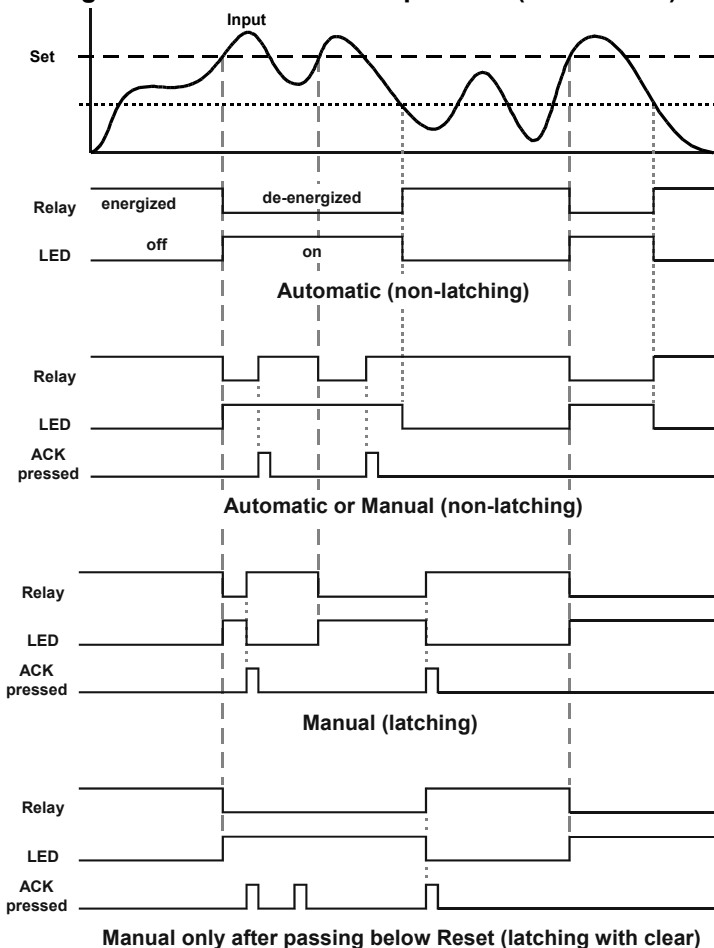 Input
Set
Relay energized de-energized
LED off on
Automatic (non-latching)
Relay
LED
ACK
pressed
Automatic or Manual (non-latching)
Relay
LED
ACK
pressed
Manual (latching)
Relay
LED
ACK
pressed
Manual only after passing below Reset (latching with clear)